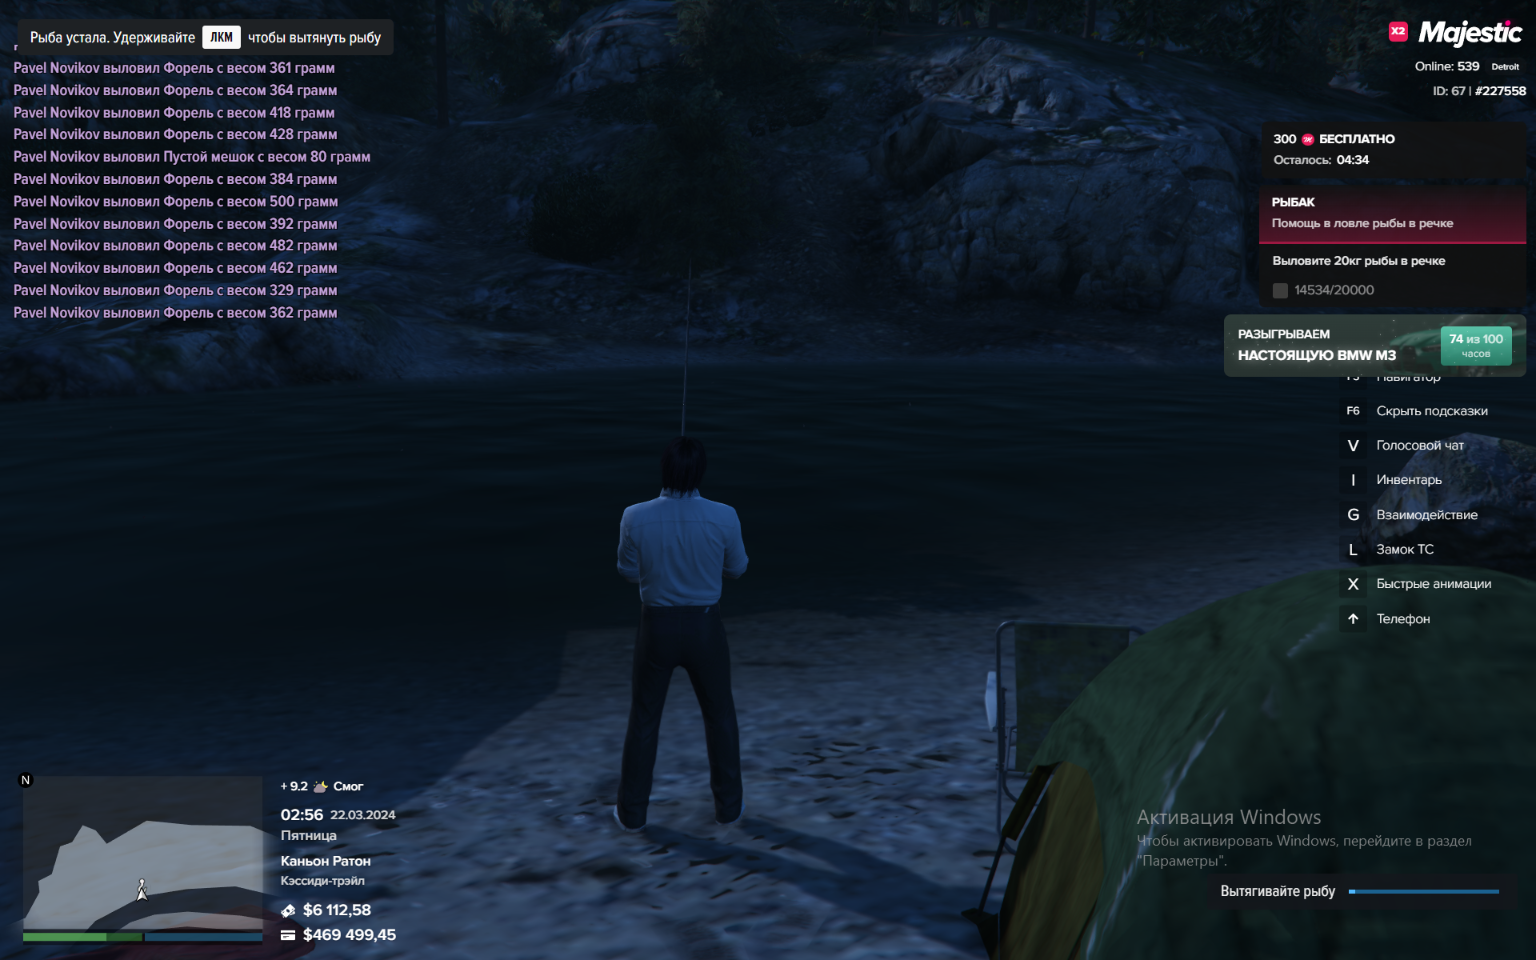 Рыба устала. Удерживайте ЛКМ чтобы вытянуть рыбу
Pavel Novikov выловил Форель с весом 361 грамм
Pavel Novikov выловил Форель с весом 364 грамм
Pavel Novikov выловил Форель с весом 418 грамм
Pavel Novikov выловил Форель с весом 428 грамм
Pavel Novikov выловил Пустой мешок с весом 80 грамм
Pavel Novikov выловил Форель с весом 384 грамм
Pavel Novikov выловил Форель с весом 500 грамм
Pavel Novikov выловил Форель с весом 392 грамм
Pavel Novikov выловил Форель с весом 482 грамм
Pavel Novikov выловил Форель с весом 462 грамм
Pavel Novikov выловил Форель с весом 329 грамм
Pavel Novikov выловил Форель с весом 362 грамм
X2 Majestic
Online: 539 Detroit
ID: 67 | #227558
300 БЕСПЛАТНО
Осталось: 04:34
РЫБАК
Помощь в ловле рыбы в речке
Выловите 20кг рыбы в речке
14534/20000
РАЗЫГРЫВАЕМ
НАСТОЯЩУЮ BMW M3
74 из 100
часов
Навигатор
F6 Скрыть подсказки
V Голосовой чат
I Инвентарь
G Взаимодействие
L Замок ТС
X Быстрые анимации
Телефон
N
+ 9.2 Смог
02:56 22.03.2024
Пятница
Каньон Ратон
Кэссиди-трэйл
$6 112,58
$469 499,45
Активация Windows
Чтобы активировать Windows, перейдите в раздел
"Параметры".
Вытягивайте рыбу